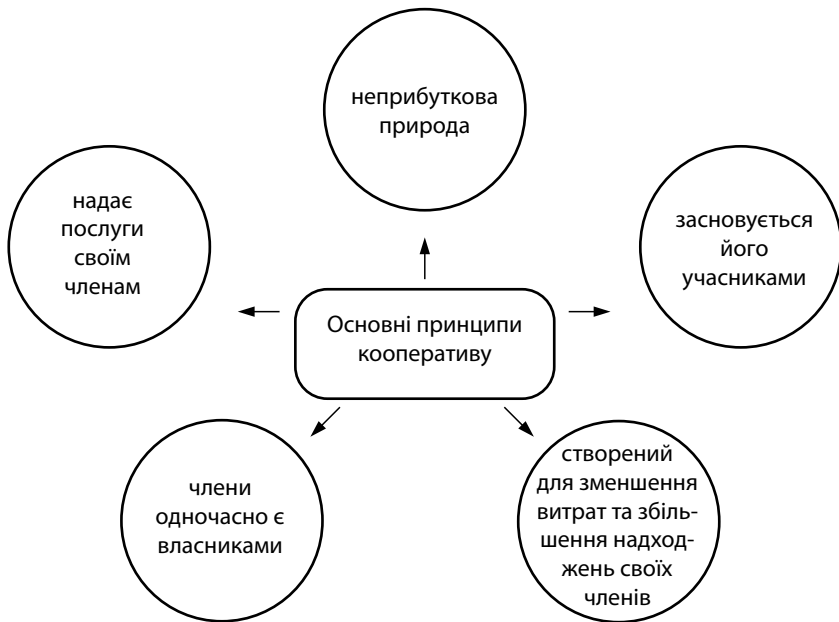 неприбуткова
природа
надає
послуги
своїм
членам
засновується
його
учасниками
Основні принципи
кооперативу
члени
одночасно є
власниками
створений
для зменшення
витрат та збіль-
шення надход-
жень своїх
членів